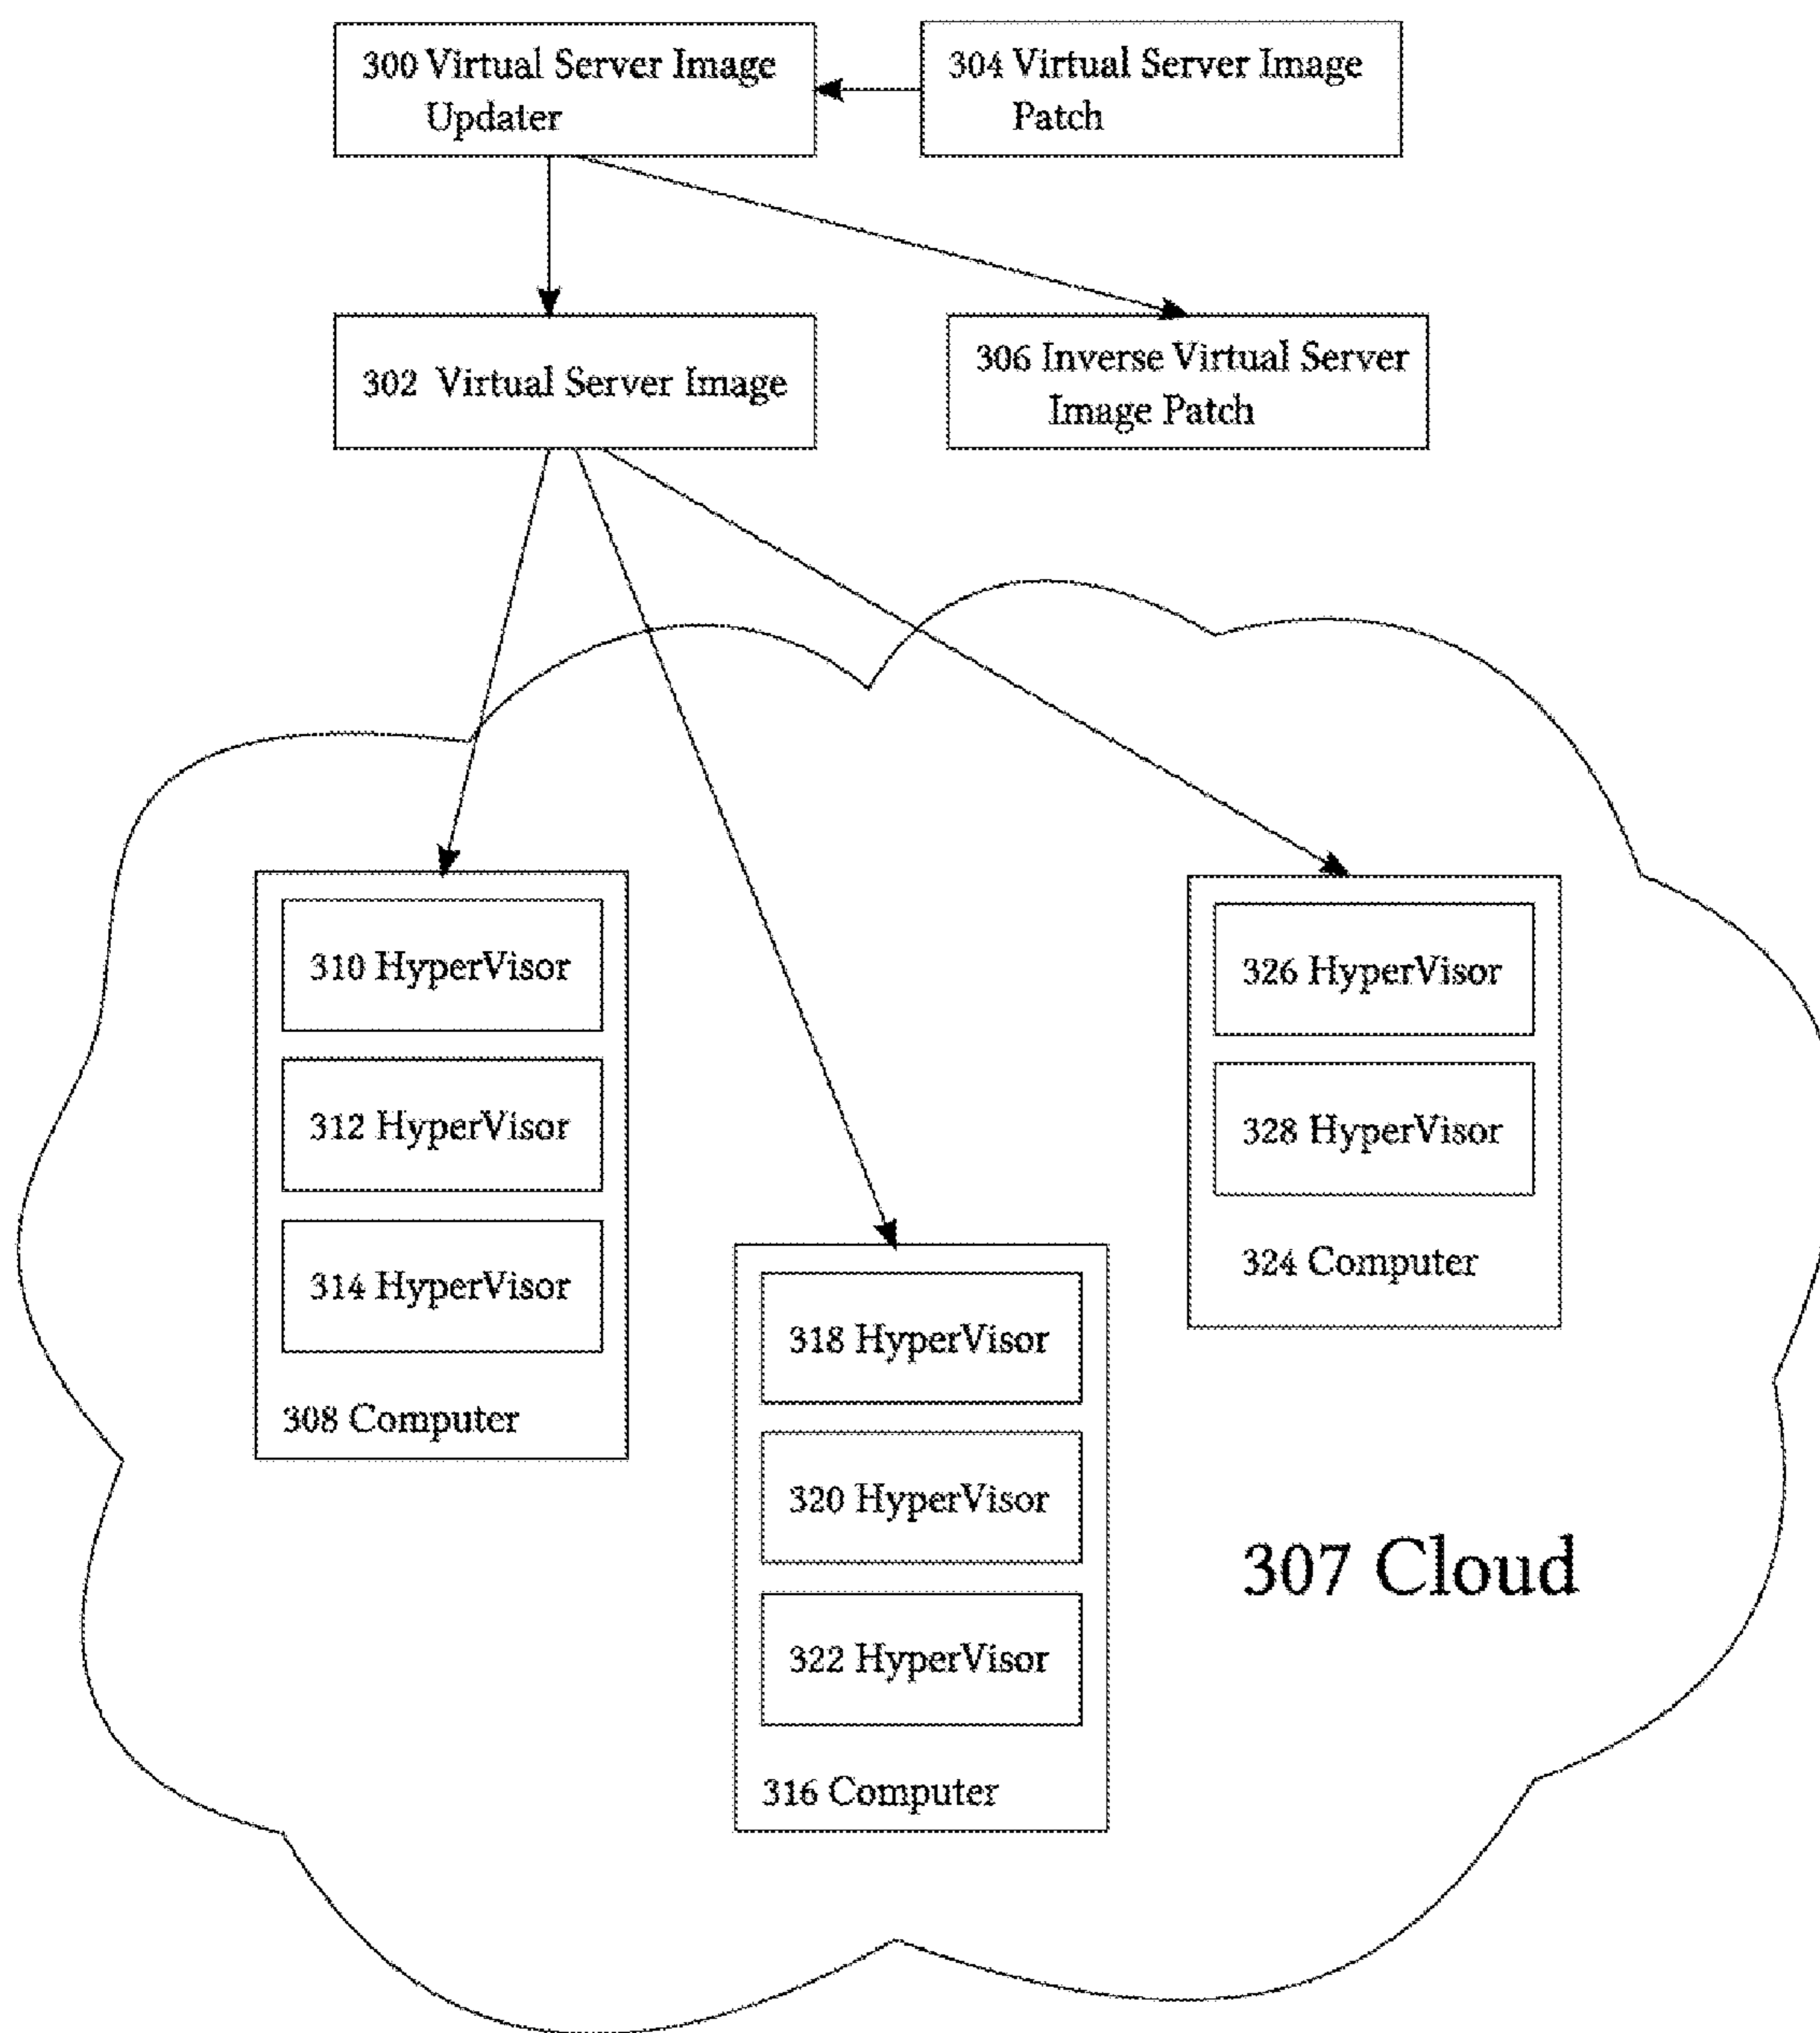 300 Virtual Server Image
Updater
304 Virtual Server Image
Patch
302 Virtual Server Image
306 Inverse Virtual Server
Image Patch
310 HyperVisor
312 HyperVisor
314 HyperVisor
308 Computer
318 HyperVisor
320 HyperVisor
322 HyperVisor
316 Computer
326 HyperVisor
328 HyperVisor
324 Computer
307 Cloud